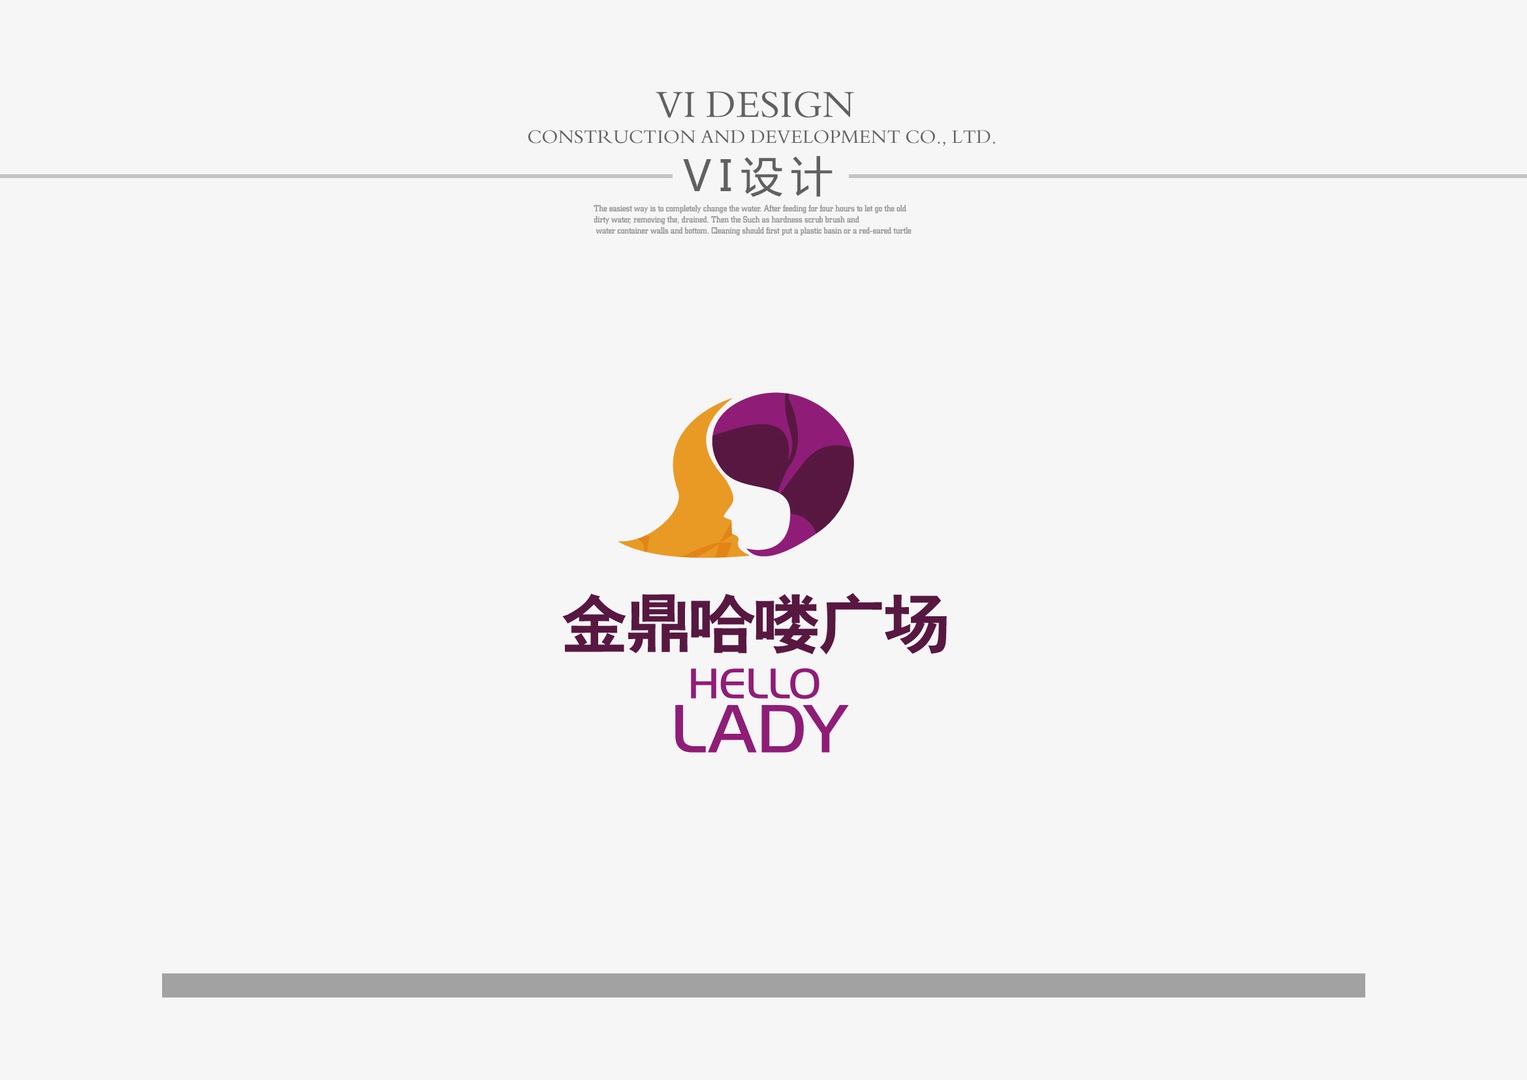 VI DESIGN
CONSTRUCTION AND DEVELOPMENT CO., LTD.
VI设计
The easiest way is to completely change the water. After feeding for four hours to let go the old
dirty water, removing the, drained. Then the Such as hardness scrub brush and
water container walls and bottom. Cleaning should first put a plastic basin or a red-eared turtle
金鼎哈喽广场
HELLO
LADY